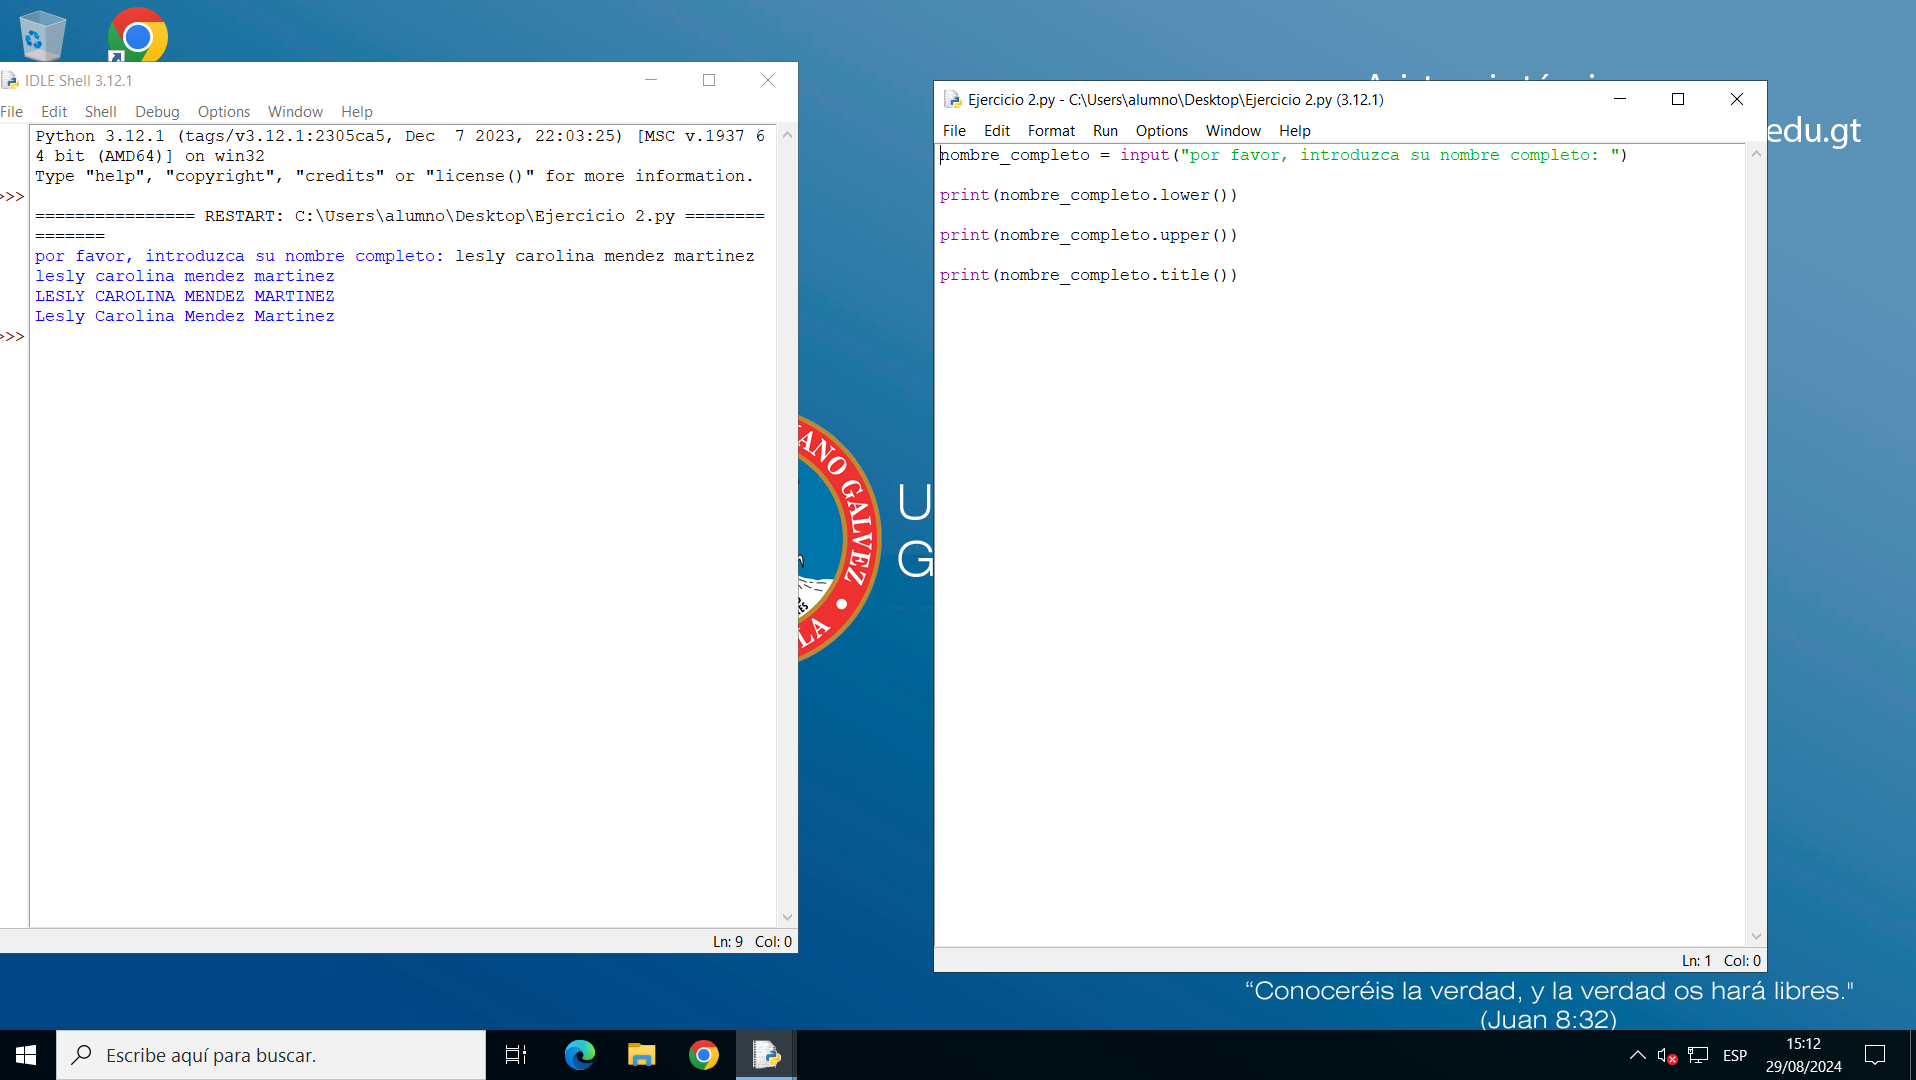 IDLE Shell 3.12.1
File Edit Shell Debug Options Window Help
Python 3.12.1 (tags/v3.12.1:2305ca5, Dec  7 2023, 22:03:25) [MSC v.1937 6
4 bit (AMD64)] on win32
Type "help", "copyright", "credits" or "license()" for more information.
>>>
================ RESTART: C:\Users\alumno\Desktop\Ejercicio 2.py ========
=======
por favor, introduzca su nombre completo: lesly carolina mendez martinez
lesly carolina mendez martinez
LESLY CAROLINA MENDEZ MARTINEZ
Lesly Carolina Mendez Martinez
>>>
Ln: 9 Col: 0
Ejercicio 2.py - C:\Users\alumno\Desktop\Ejercicio 2.py (3.12.1)
File Edit Format Run Options Window Help
nombre_completo = input("por favor, introduzca su nombre completo: ")
print(nombre_completo.lower())
print(nombre_completo.upper())
print(nombre_completo.title())
Ln: 1 Col: 0
edu.gt
ANO GALVEZ
LA
U
G
“Conoceréis la verdad, y la verdad os hará libres."
(Juan 8:32)
Escribe aquí para buscar.
ESP
15:12
29/08/2024